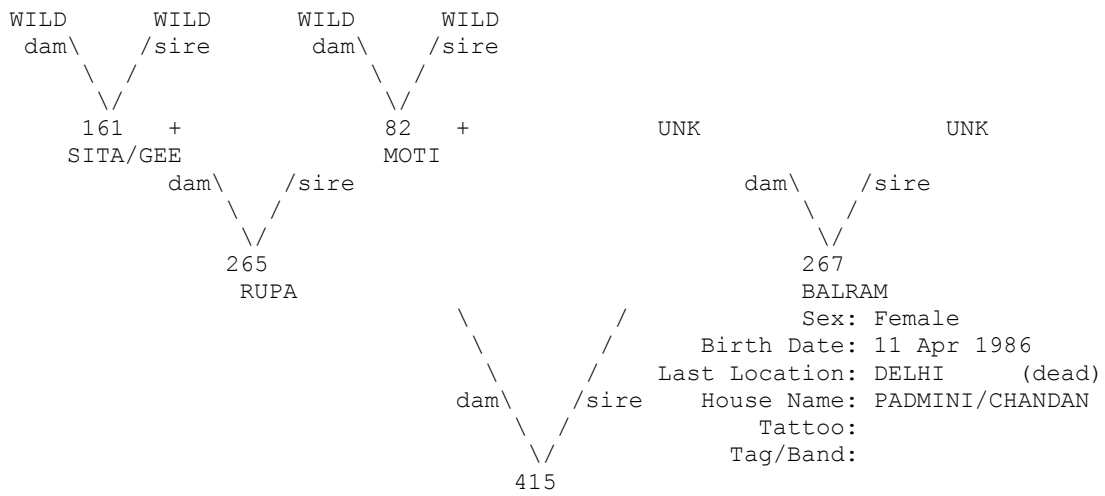 WILD WILD WILD WILD
dam\ /sire dam\ /sire
\ / \ /
\ / \ /
\/ \/
161 + 82 + UNK UNK
SITA/GEE MOTI
dam\ /sire dam\ /sire
\ / \ /
\ / \ /
\/ \/
265 267
RUPA BALRAM
\ / Sex: Female
\ / Birth Date: 11 Apr 1986
\ / Last Location: DELHI (dead)
dam\ /sire House Name: PADMINI/CHANDAN
\ / Tattoo:
\/ Tag/Band:
415